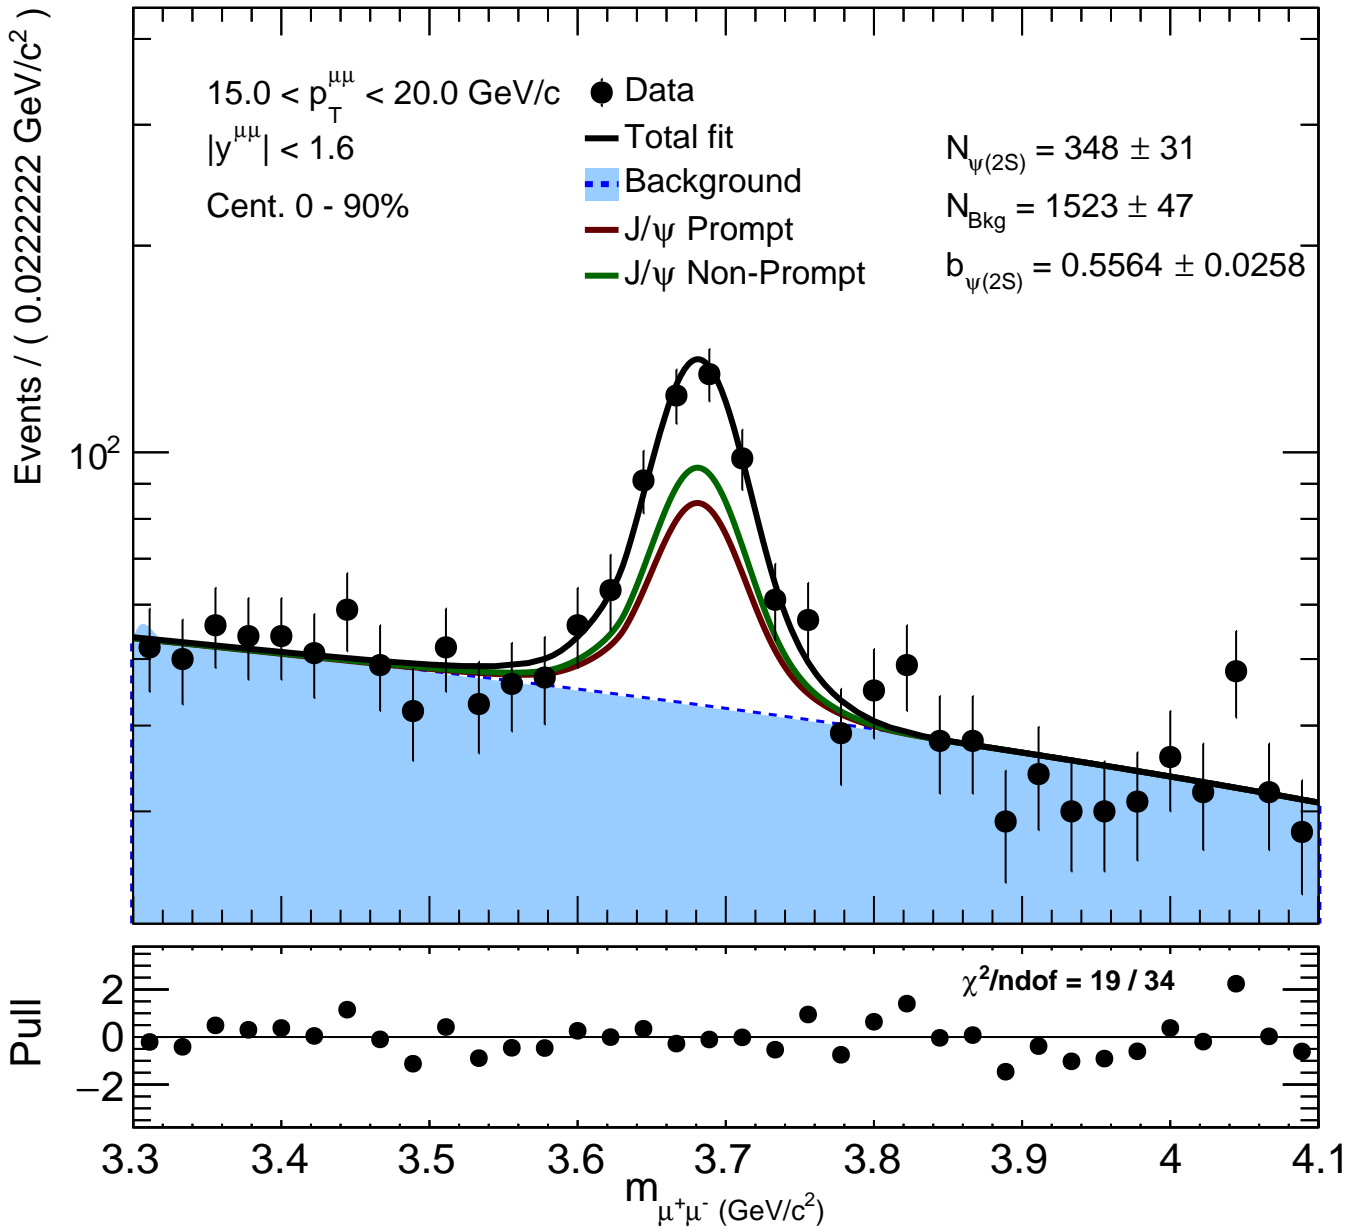 Events / ( 0.0222222 GeV/c²)
15.0 < p_T^μμ < 20.0 GeV/c
|y^μμ| < 1.6
Cent. 0 - 90%
Data
Total fit
Background
J/ψ Prompt
J/ψ Non-Prompt
N_ψ(2S) = 348 ± 31
N_Bkg = 1523 ± 47
b_ψ(2S) = 0.5564 ± 0.0258
10²
Pull
2
0
−2
χ²/ndof = 19 / 34
3.3 3.4 3.5 3.6 3.7 3.8 3.9 4 4.1
m_μ⁺μ⁻ (GeV/c²)